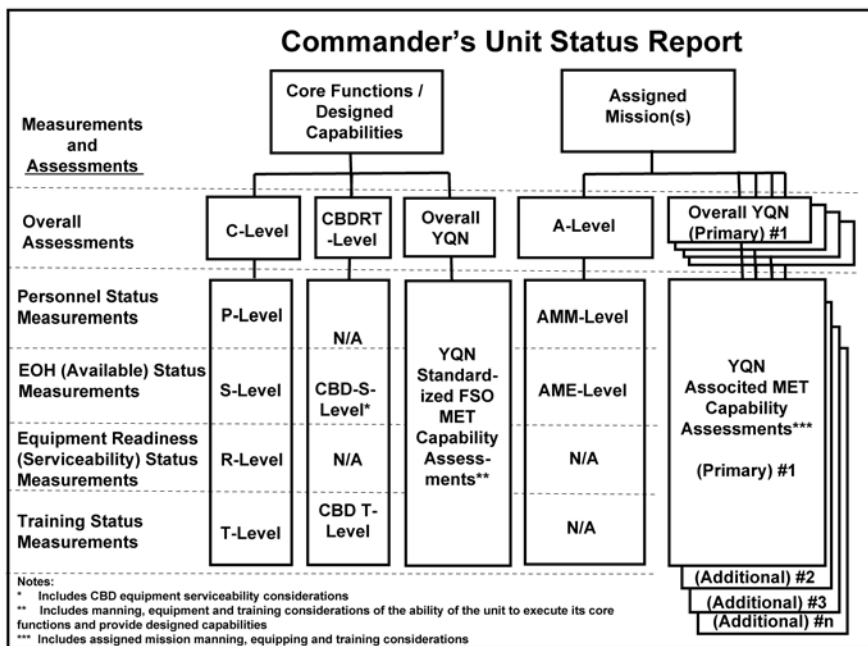 Commander's Unit Status Report
Core Functions /
Designed
Capabilities
Assigned
Mission(s)
Measurements
and
Assessments
Overall
Assessments
C-Level
CBDRT
-Level
Overall
YQN
A-Level
Overall YQN
(Primary) #1
Personnel Status
Measurements
P-Level
N/A
AMM-Level
EOH (Available) Status
Measurements
S-Level
CBD-S-
Level*
AME-Level
Equipment Readiness
(Serviceability) Status
Measurements
R-Level
N/A
N/A
Training Status
Measurements
T-Level
CBD T-
Level
N/A
YQN
Standard-
ized FSO
MET
Capability
Assess-
ments**
YQN
Associted MET
Capability
Assessments***
(Primary) #1
(Additional) #2
(Additional) #3
(Additional) #n
Notes:
* Includes CBD equipment serviceability considerations
** Includes manning, equipment and training considerations of the ability of the unit to execute its core
functions and provide designed capabilities
*** Includes assigned mission manning, equipping and training considerations